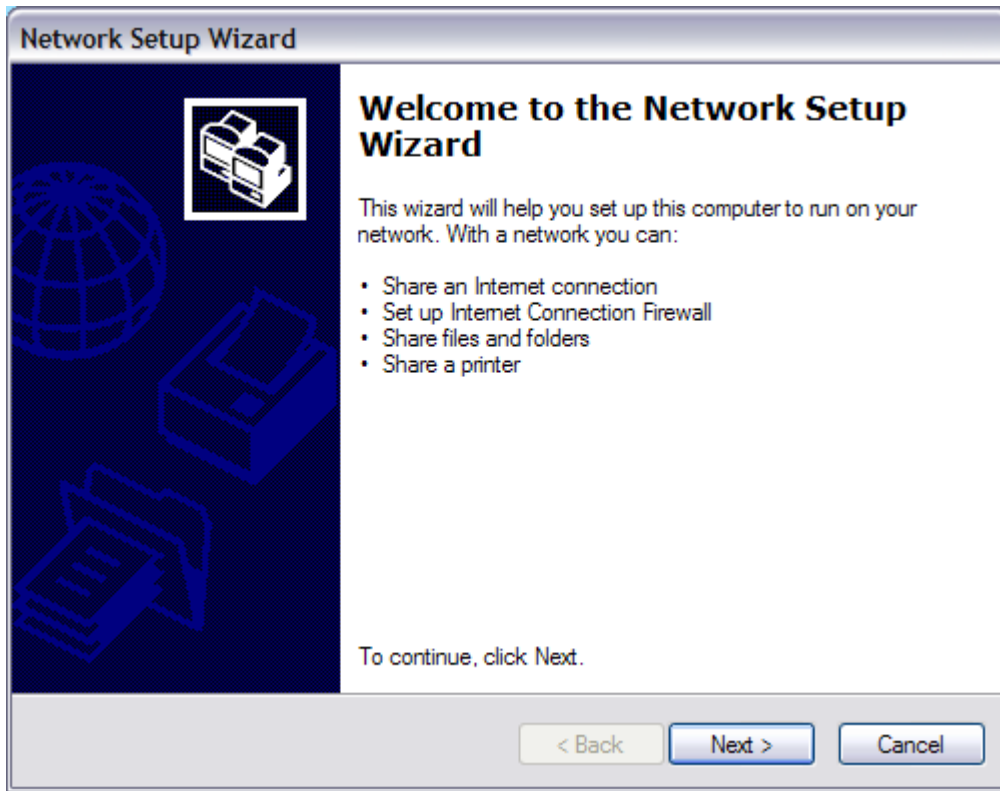 Network Setup Wizard
Welcome to the Network Setup
Wizard
This wizard will help you set up this computer to run on your
network. With a network you can:
• Share an Internet connection
• Set up Internet Connection Firewall
• Share files and folders
• Share a printer
To continue, click Next.
< Back Next > Cancel